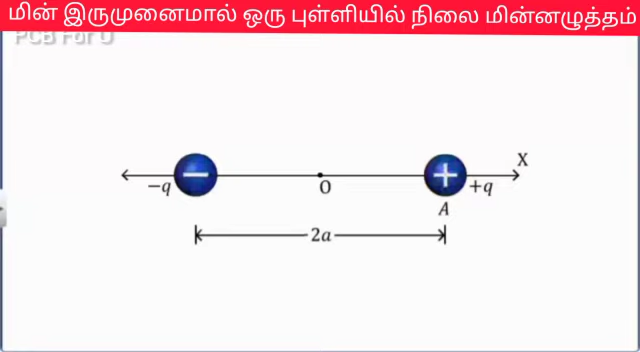 மின் இருமுனைமால் ஒரு புள்ளியில் நிலை மின்னழுத்தம்
PCB For U
X
−q
O
+q
A
2a